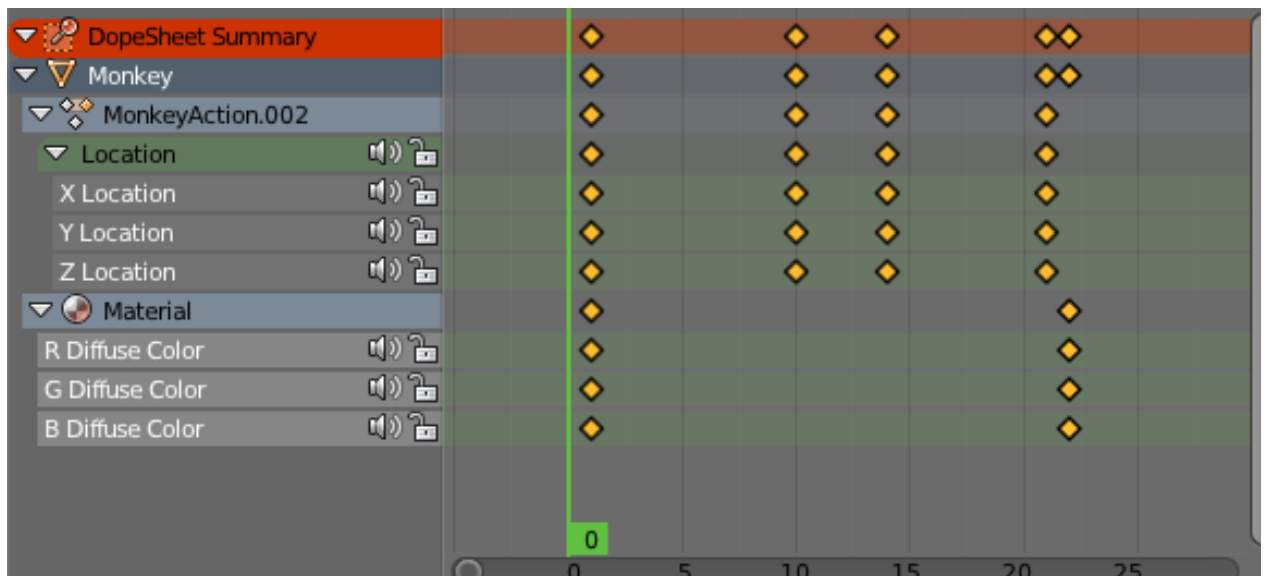 DopeSheet Summary
Monkey
MonkeyAction.002
Location
X Location
Y Location
Z Location
Material
R Diffuse Color
G Diffuse Color
B Diffuse Color
0
0 5 10 15 20 25